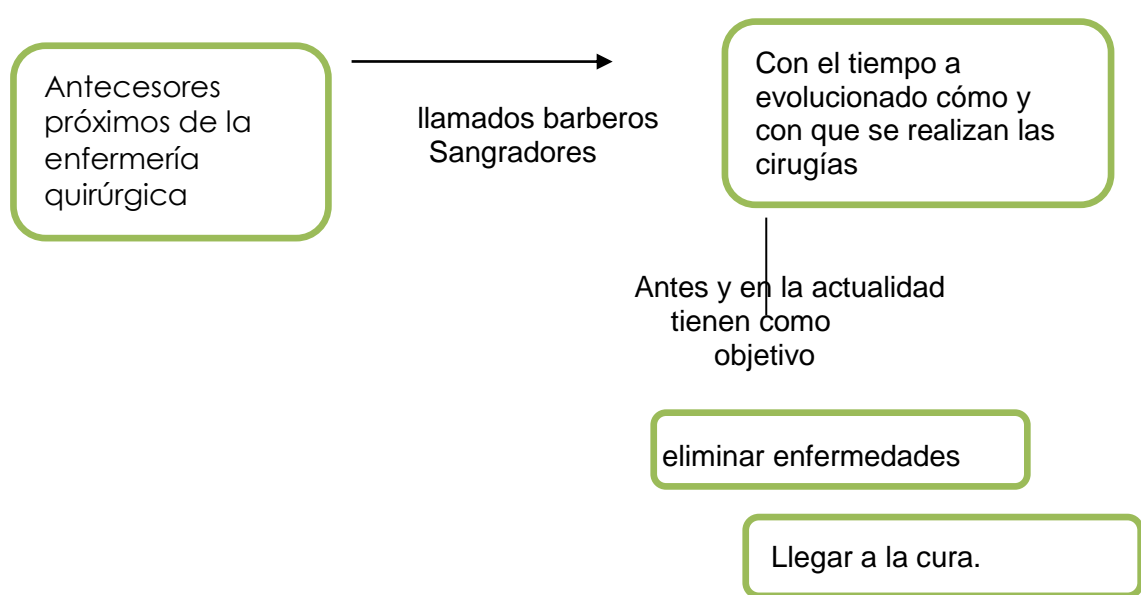 Antecesores
próximos de la
enfermería
quirúrgica
llamados barberos
Sangradores
Con el tiempo a
evolucionado cómo y
con que se realizan las
cirugías
Antes y en la actualidad
tienen como
objetivo
eliminar enfermedades
Llegar a la cura.